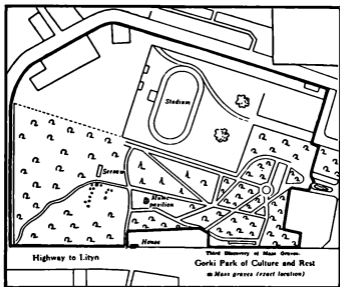 Stadium
Screen
Music
pavilion
House
Highway to Lityn
Third Discovery of Mass Graves.
Gorki Park of Culture and Rest
Mass graves (exact location)